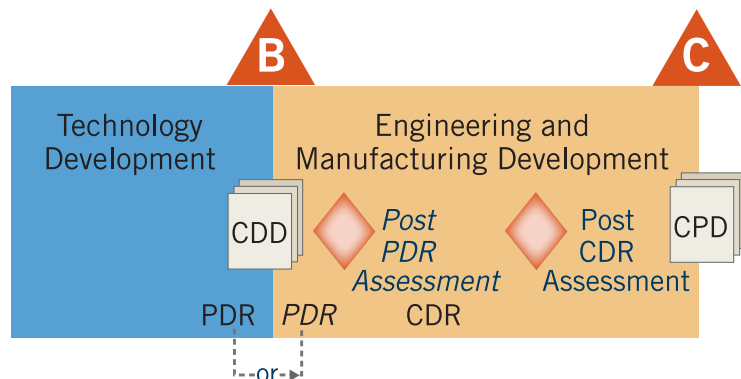 B
C
Technology
Development
Engineering and
Manufacturing Development
CDD
Post
PDR
Assessment
Post
CDR
Assessment
CPD
PDR
PDR
CDR
or